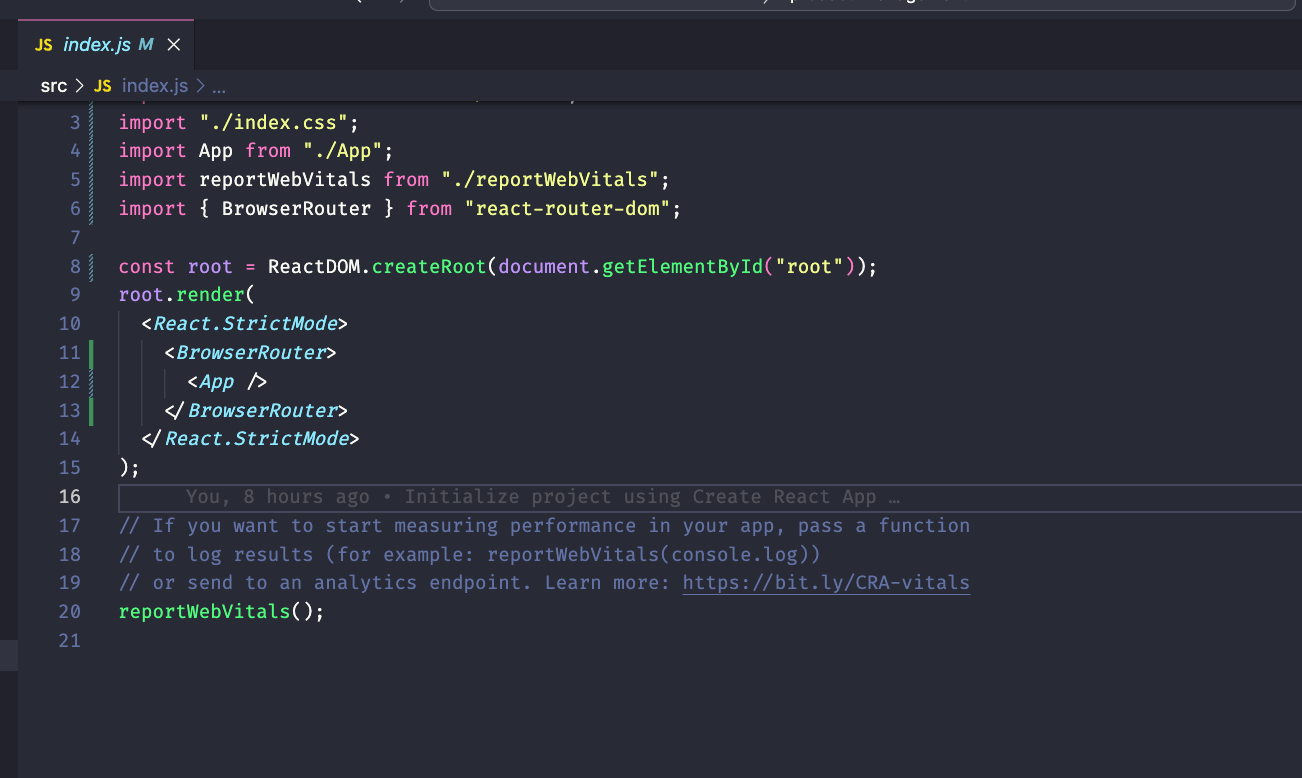 JS index.js M
src > JS index.js > ...
3 import "./index.css";
4 import App from "./App";
5 import reportWebVitals from "./reportWebVitals";
6 import { BrowserRouter } from "react-router-dom";
7
8 const root = ReactDOM.createRoot(document.getElementById("root"));
9 root.render(
10 <React.StrictMode>
11 <BrowserRouter>
12 <App />
13 </BrowserRouter>
14 </React.StrictMode>
15 );
16 You, 8 hours ago • Initialize project using Create React App …
17 // If you want to start measuring performance in your app, pass a function
18 // to log results (for example: reportWebVitals(console.log))
19 // or send to an analytics endpoint. Learn more: https://bit.ly/CRA-vitals
20 reportWebVitals();
21